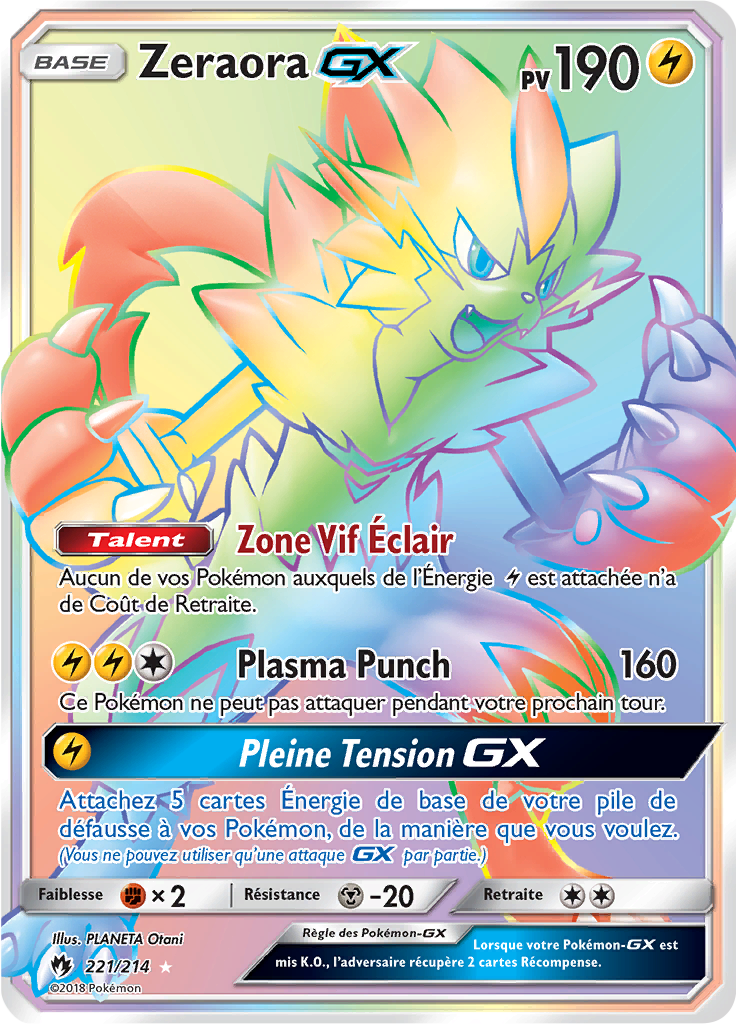 BASE Zeraora GX PV 190
Talent Zone Vif Éclair
Aucun de vos Pokémon auxquels de l'Énergie est attachée n'a
de Coût de Retraite.
Plasma Punch 160
Ce Pokémon ne peut pas attaquer pendant votre prochain tour.
Pleine Tension GX
Attachez 5 cartes Énergie de base de votre pile de
défausse à vos Pokémon, de la manière que vous voulez.
(Vous ne pouvez utiliser qu'une attaque GX par partie.)
Faiblesse ×2 Résistance -20 Retraite
Illus. PLANETA Otani
221/214
©2018 Pokémon
Règle des Pokémon-GX
Lorsque votre Pokémon-GX est
mis K.O., l'adversaire récupère 2 cartes Récompense.